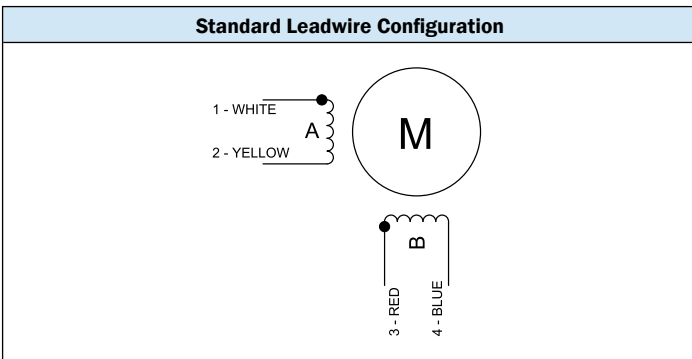 Standard Leadwire Configuration
1 - WHITE
A
2 - YELLOW
M
B
3 - RED
4 - BLUE